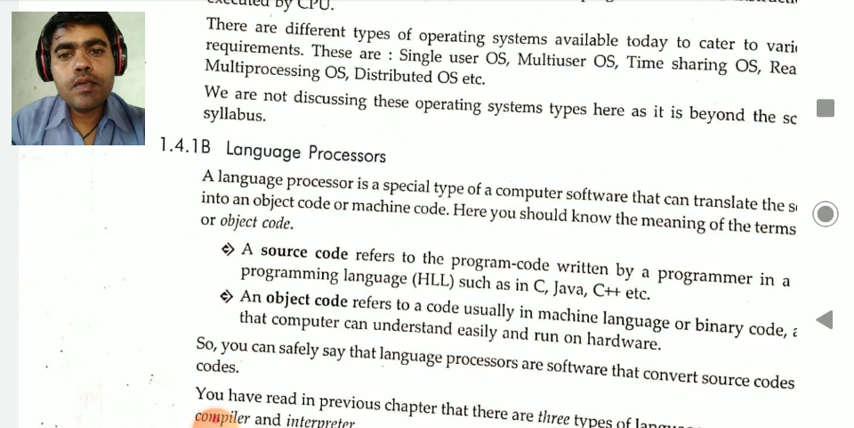 executed by CPU.
There are different types of operating systems available today to cater to
requirements. These are : Single user OS, Multiuser OS, Time sharing OS,
Multiprocessing OS, Distributed OS etc.
We are not discussing these operating systems types here as it is beyond the
syllabus.
1.4.1B Language Processors
A language processor is a special type of a computer software that can translate the
into an object code or machine code. Here you should know the meaning of the terms
or object code.
A source code refers to the program-code written by a programmer in a
programming language (HLL) such as in C, Java, C++ etc.
An object code refers to a code usually in machine language or binary code,
that computer can understand easily and run on hardware.
So, you can safely say that language processors are software that convert source codes
codes.
You have read in previous chapter that there are three types of
compiler and interpreter